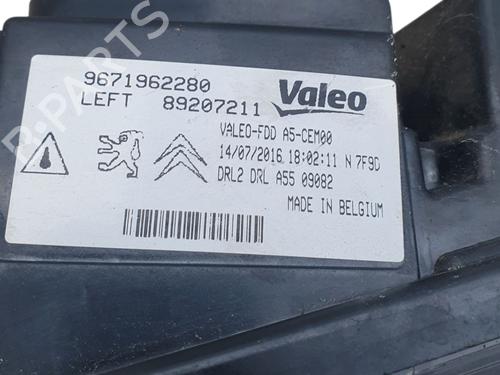 9671962280
LEFT 89207211
Valeo
VALEO-FDD A5-CEM00
14/07/2016 18:02:11 N 7F9D
DRL2 DRL A55 09082
MADE IN BELGIUM
B-PARTS